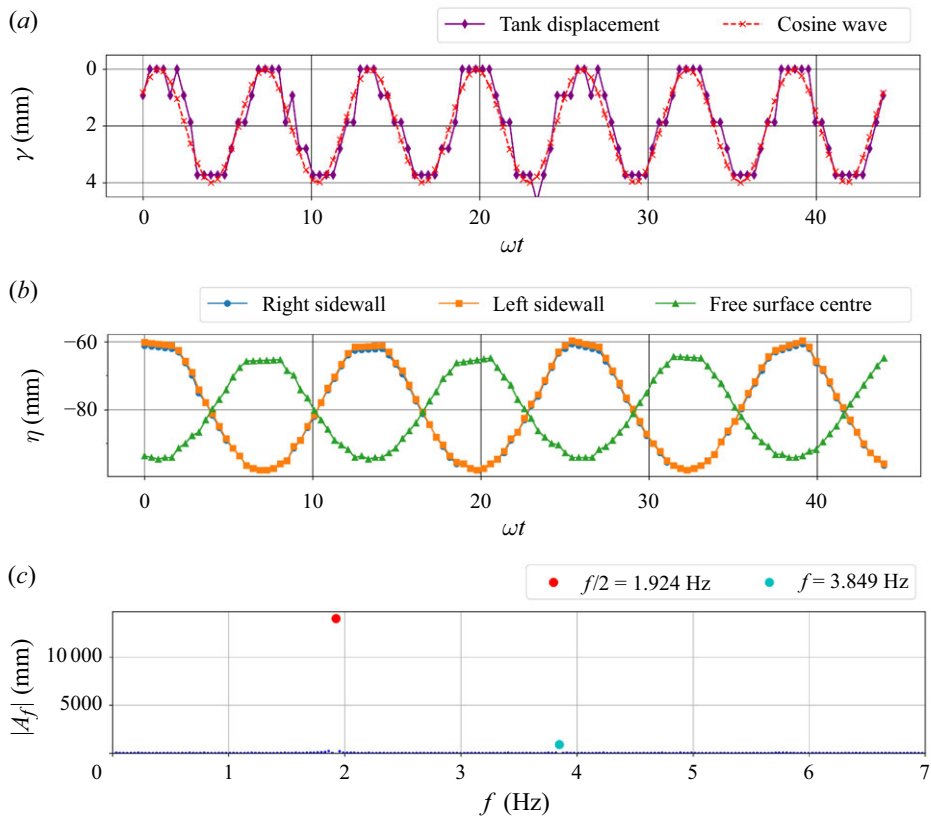 (a)
Tank displacement Cosine wave
0
2
4
γ (mm)
0 10 20 30 40
ωt
(b)
Right sidewall Left sidewall Free surface centre
−60
−80
η (mm)
0 10 20 30 40
ωt
(c)
f/2 = 1.924 Hz f = 3.849 Hz
10 000
5000
|A_f| (mm)
0 1 2 3 4 5 6 7
f (Hz)